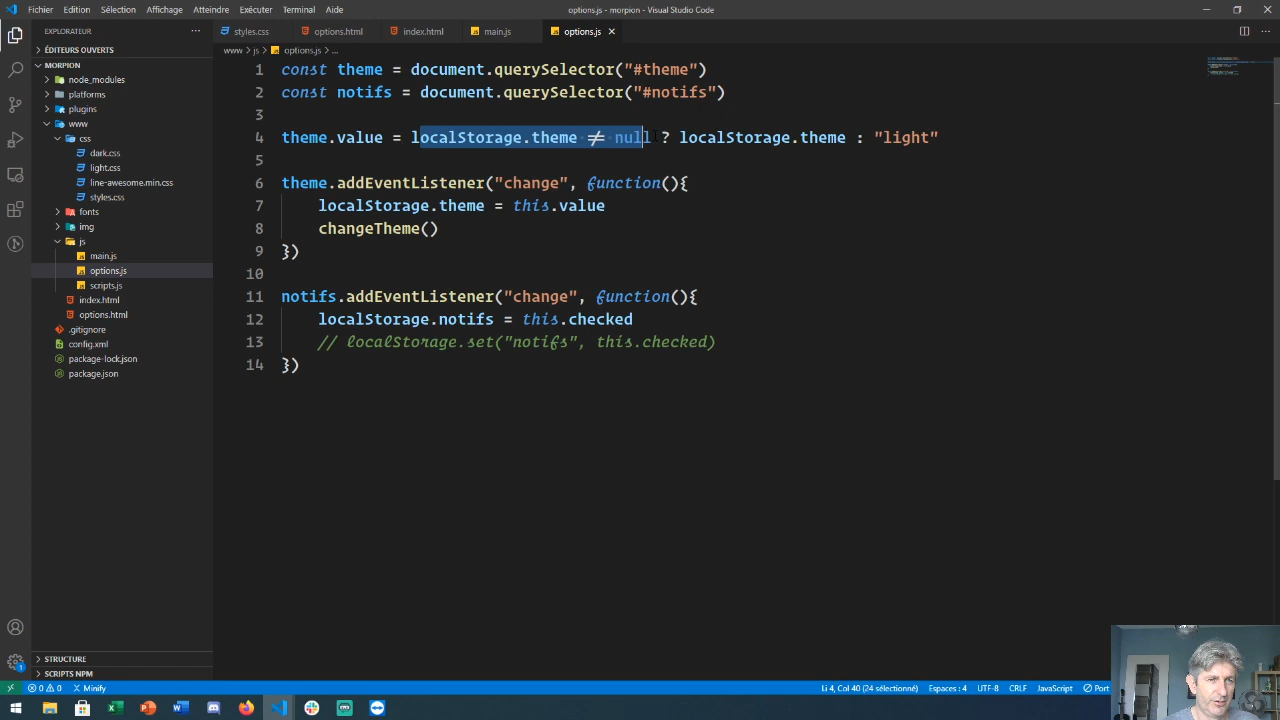 Fichier Edition Sélection Affichage Atteindre Exécuter Terminal Aide options.js - morpion - Visual Studio Code
EXPLORATEUR ...
styles.css options.html index.html main.js options.js
ÉDITEURS OUVERTS
www > js > options.js > ...
MORPION
node_modules
platforms
plugins
www
css
dark.css
light.css
line-awesome.min.css
styles.css
fonts
img
js
main.js
options.js
scripts.js
index.html
options.html
.gitignore
config.xml
package-lock.json
package.json
STRUCTURE
SCRIPTS NPM
1 const theme = document.querySelector("#theme")
2 const notifs = document.querySelector("#notifs")
3
4 theme.value = localStorage.theme != null ? localStorage.theme : "light"
5
6 theme.addEventListener("change", function(){
7 localStorage.theme = this.value
8 changeTheme()
9 })
10
11 notifs.addEventListener("change", function(){
12 localStorage.notifs = this.checked
13 // localStorage.set("notifs", this.checked)
14 })
0 0 Minify Li 4, Col 40 (24 sélectionné) Espaces : 4 UTF-8 CRLF JavaScript Port